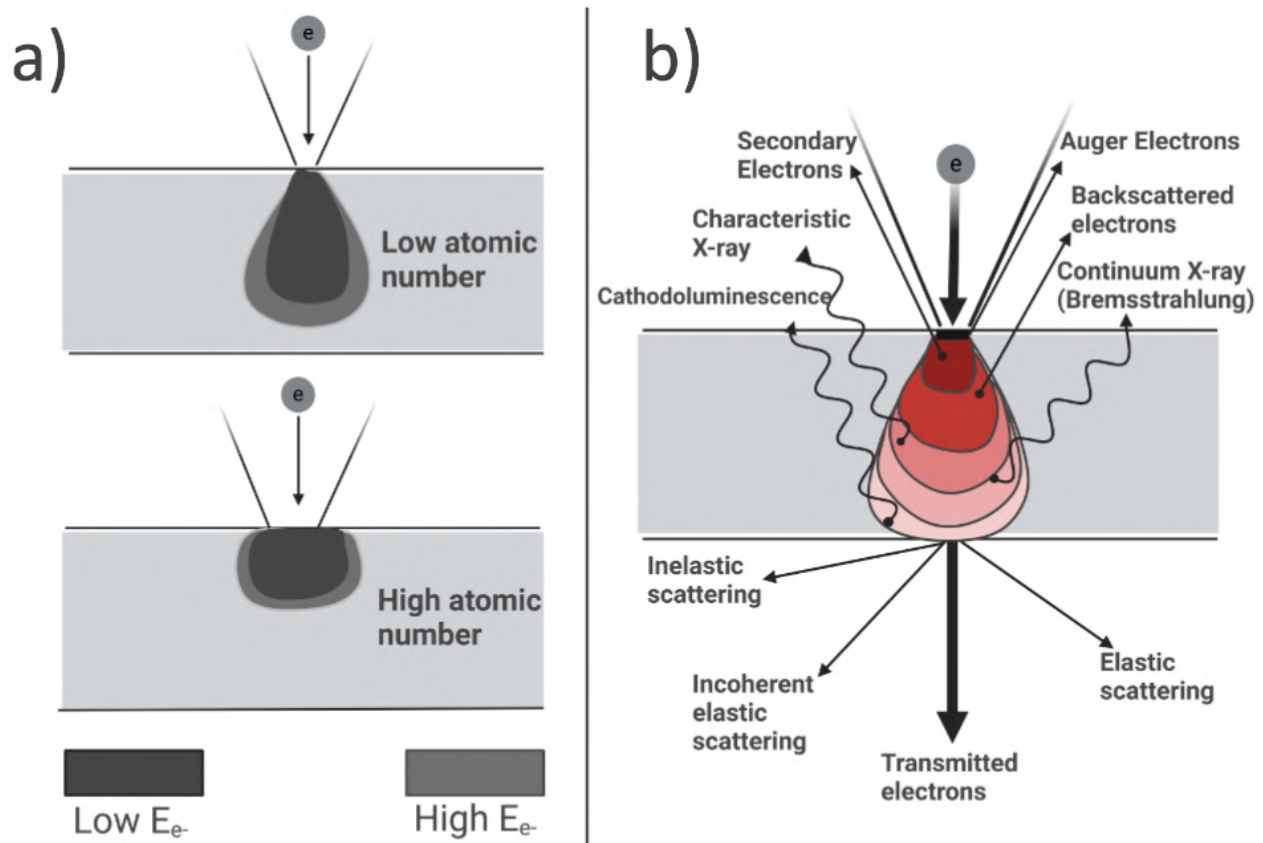 a)
e
Low atomic
number
e
High atomic
number
Low Ee-
High Ee-
b)
Secondary
Electrons
e
Auger Electrons
Characteristic
X-ray
Backscattered
electrons
Cathodoluminescence
Continuum X-ray
(Bremsstrahlung)
Inelastic
scattering
Incoherent
elastic
scattering
Elastic
scattering
Transmitted
electrons